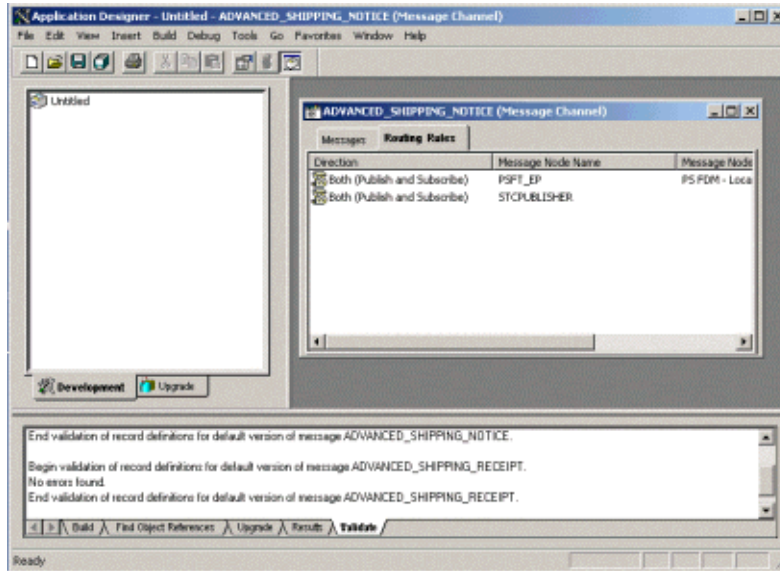 Application Designer - Untitled - ADVANCED_SHIPPING_NOTICE (Message Channel)
File Edit View Insert Build Debug Tools Go Favorites Window Help
Untitled
ADVANCED_SHIPPING_NOTICE (Message Channel)
Messages Routing Rules
Direction Message Node Name Message Node
Both (Publish and Subscribe) PSFT_EP PS FDM - Loca
Both (Publish and Subscribe) STCPUBLISHER
Development Upgrade
End validation of record definitions for default version of message ADVANCED_SHIPPING_NOTICE.
Begin validation of record definitions for default version of message ADVANCED_SHIPPING_RECEIPT.
No errors found.
End validation of record definitions for default version of message ADVANCED_SHIPPING_RECEIPT.
Build Find Object References Upgrade Results Validate
Ready